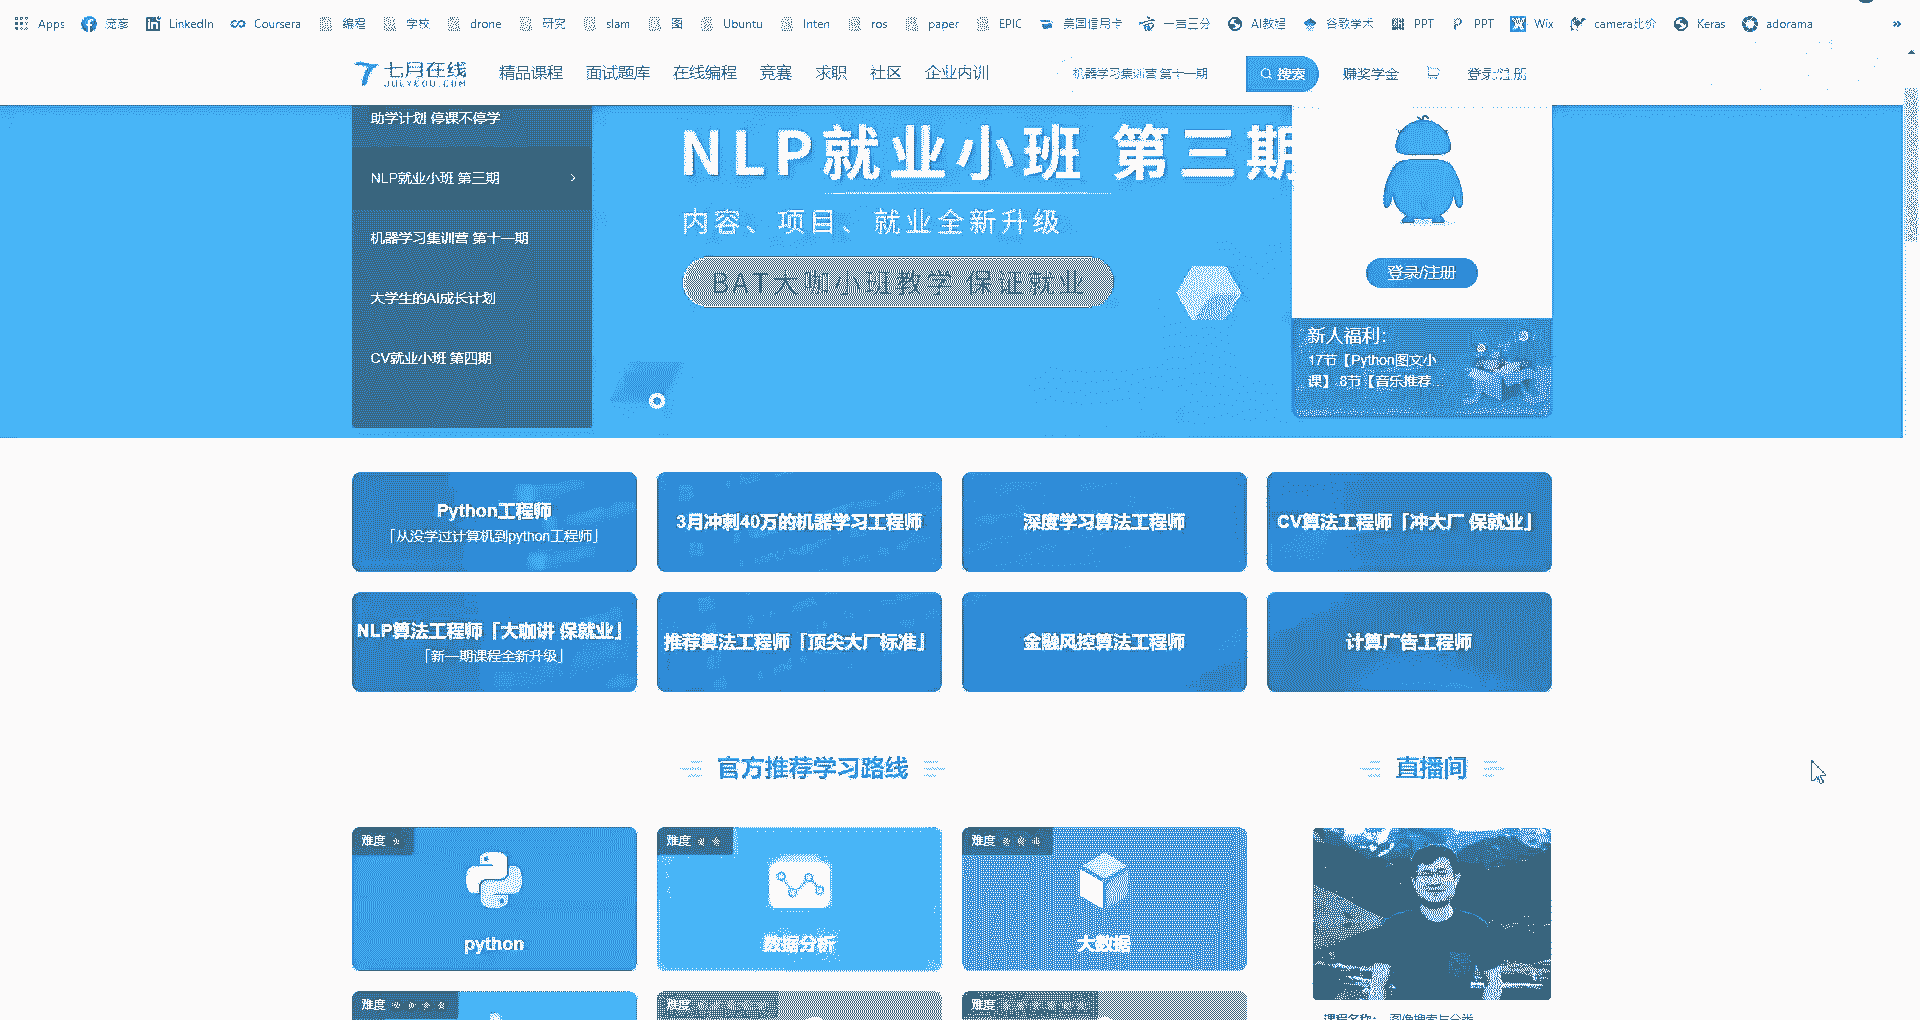 Apps 宠爹 LinkedIn Coursera 编程 学校 drone 研究 slam 图 Ubuntu Inten ros paper EPIC 美国信用卡 一亩三分 AI教程 谷歌学术 PPT PPT Wix camera比价 Keras adorama »
七月在线 精品课程 面试题库 在线编程 竞赛 求职 社区 企业内训 机器学习集训营 第十一期 搜索 赚奖学金 登录/注册
JULYEDU.COM
助学计划 停课不停学
NLP就业小班 第三期
机器学习集训营 第十一期
大学生的AI成长计划
CV就业小班 第四期
NLP就业小班 第三期
内容、项目、就业全新升级
BAT大咖小班教学 保证就业
登录/注册
新人福利:
17节【Python图文小
课】 8节【音乐推荐...
Python工程师
「从没学过计算机到python工程师」
3月冲刺40万的机器学习工程师
深度学习算法工程师
CV算法工程师「冲大厂 保就业」
NLP算法工程师「大咖讲 保就业」
「新一期课程全新升级」
推荐算法工程师「顶尖大厂标准」
金融风控算法工程师
计算广告工程师
官方推荐学习路线
直播间
难度
python
难度
数据分析
难度
大数据
难度
难度
难度
课程名称： 图像搜索与分类